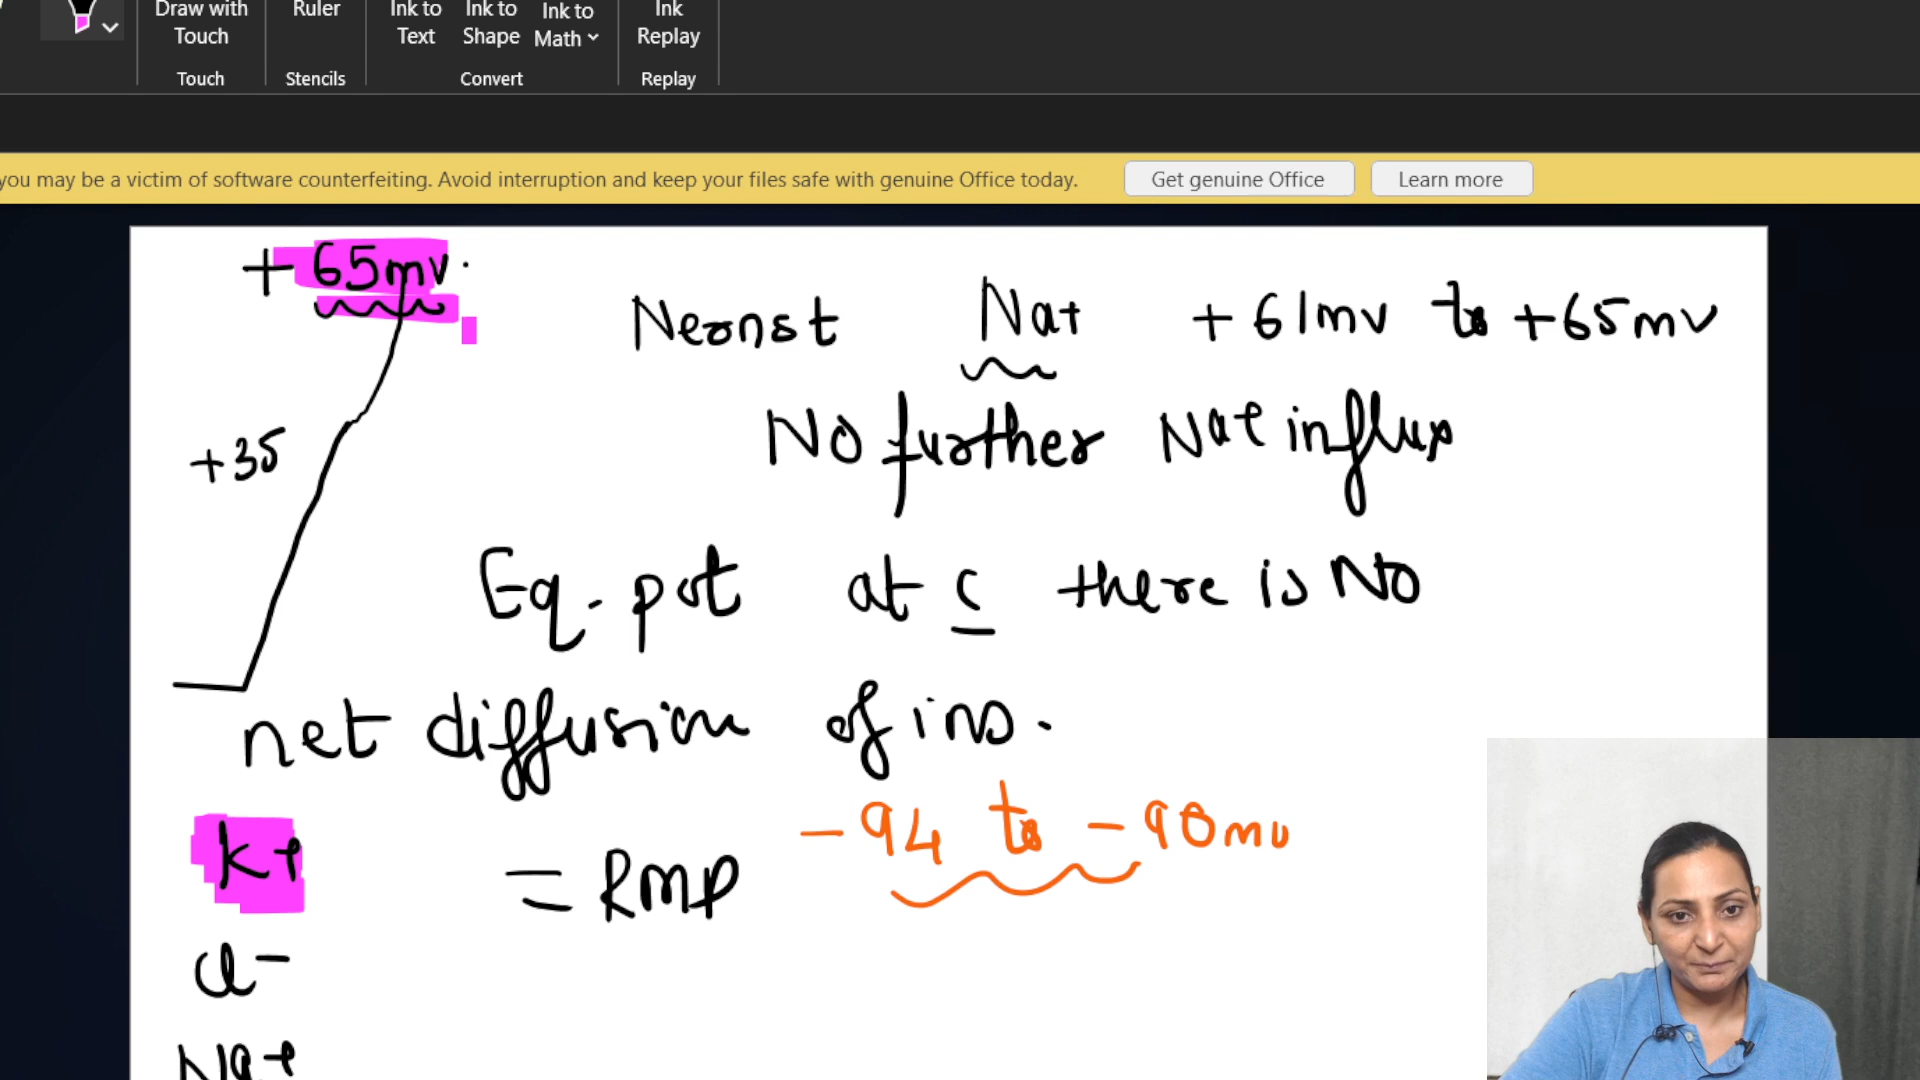 Draw with Touch
Ruler
Ink to Text
Ink to Shape
Ink to Math
Ink Replay
Touch
Stencils
Convert
Replay
you may be a victim of software counterfeiting. Avoid interruption and keep your files safe with genuine Office today.
Get genuine Office
Learn more
+65mv.
Nernst Na+ +61mv to +65mv
No further Na+ influx
+35
Eq. pot at c there is No
net diffusion of ins.
-94 to -90mv
K+ = RMP
Cl-
Na+